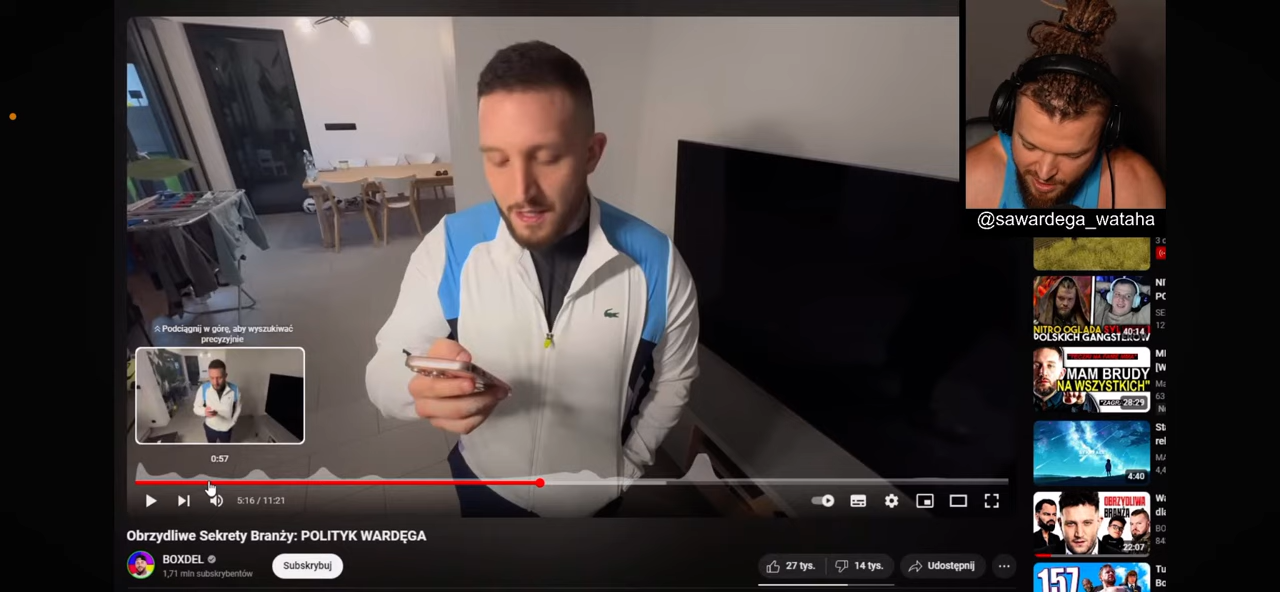 @sawardega_wataha
Podciągnij w górę, aby wyszukiwać
precyzyjnie
0:57
5:16 / 11:21
Obrzydliwe Sekrety Branży: POLITYK WARDĘGA
BOXDEL
1,71 mln subskrybentów
Subskrybuj
27 tys.
14 tys.
Udostępnij
NITRO OGLĄDA
POLSKICH GANGSTERÓW
40:14
MAM BRUDY
NA WSZYSTKICH"
28:29
4:40
OBRZYDLIWA
BRANŻA
22:07
157